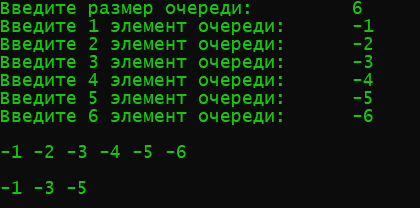 Введите размер очереди: 6
Введите 1 элемент очереди: -1
Введите 2 элемент очереди: -2
Введите 3 элемент очереди: -3
Введите 4 элемент очереди: -4
Введите 5 элемент очереди: -5
Введите 6 элемент очереди: -6
-1 -2 -3 -4 -5 -6
-1 -3 -5